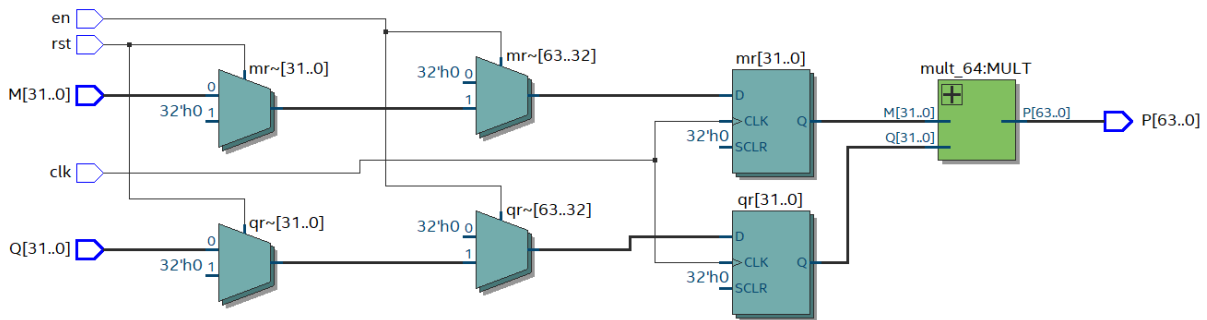 en
rst
mr~[31..0]
mr~[63..32]
mr[31..0]
mult_64:MULT
M[31..0]
0
32'h0
1
32'h0
0
1
D
CLK
Q
32'h0
SCLR
M[31..0]
Q[31..0]
P[63..0]
P[63..0]
clk
qr~[31..0]
qr~[63..32]
qr[31..0]
Q[31..0]
0
32'h0
1
32'h0
0
1
D
CLK
Q
32'h0
SCLR